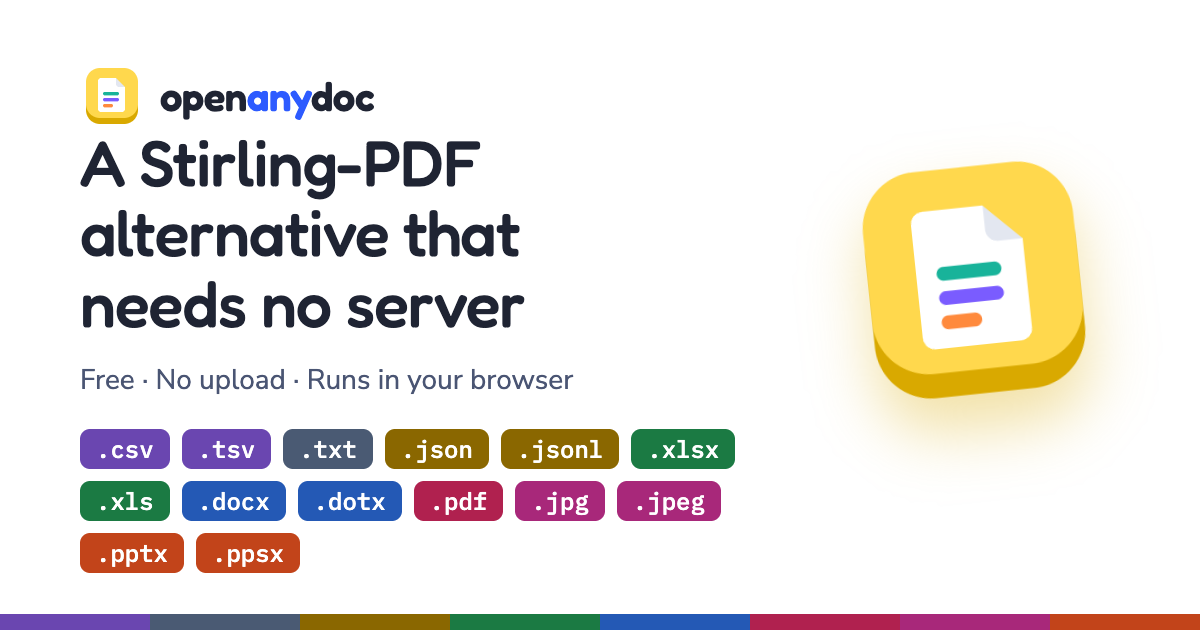 openanydoc
A Stirling-PDF
alternative that
needs no server
Free · No upload · Runs in your browser
.csv .tsv .txt .json .jsonl .xlsx
.xls .docx .dotx .pdf .jpg .jpeg
.pptx .ppsx